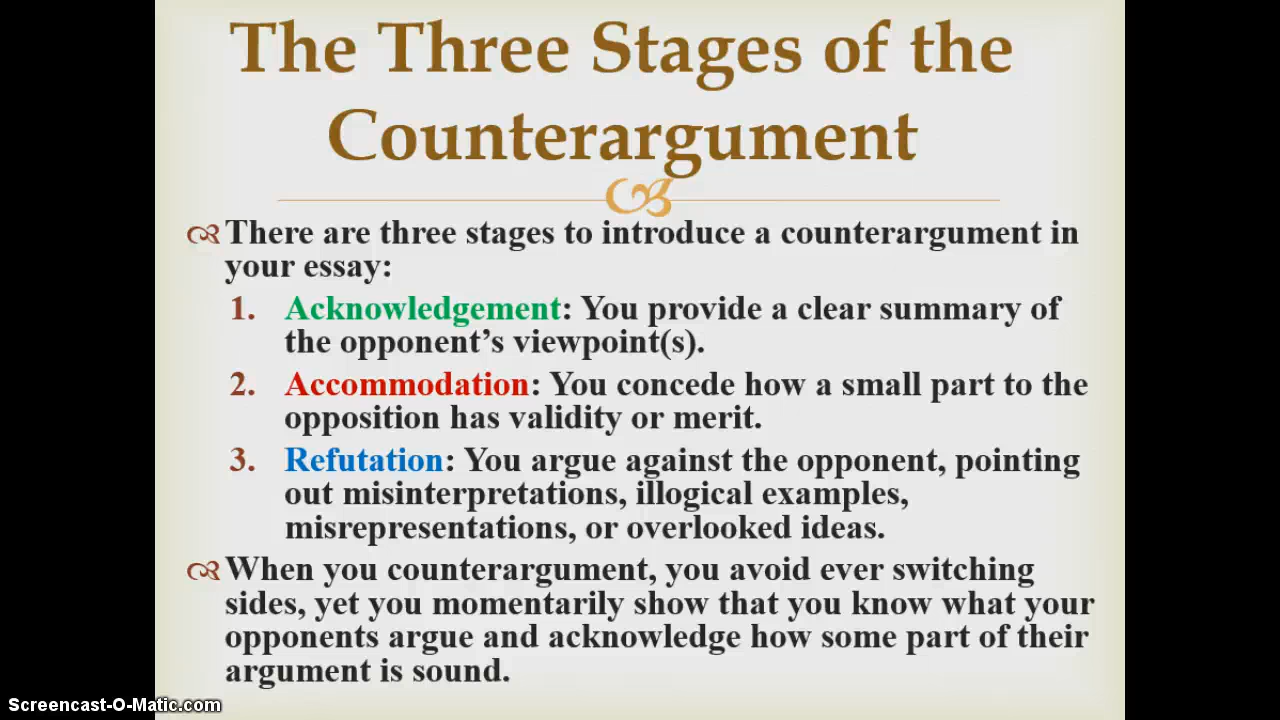 The Three Stages of the
Counterargument
There are three stages to introduce a counterargument in
your essay:
1. Acknowledgement: You provide a clear summary of
the opponent’s viewpoint(s).
2. Accommodation: You concede how a small part to the
opposition has validity or merit.
3. Refutation: You argue against the opponent, pointing
out misinterpretations, illogical examples,
misrepresentations, or overlooked ideas.
When you counterargument, you avoid ever switching
sides, yet you momentarily show that you know what your
opponents argue and acknowledge how some part of their
argument is sound.
Screencast-O-Matic.com